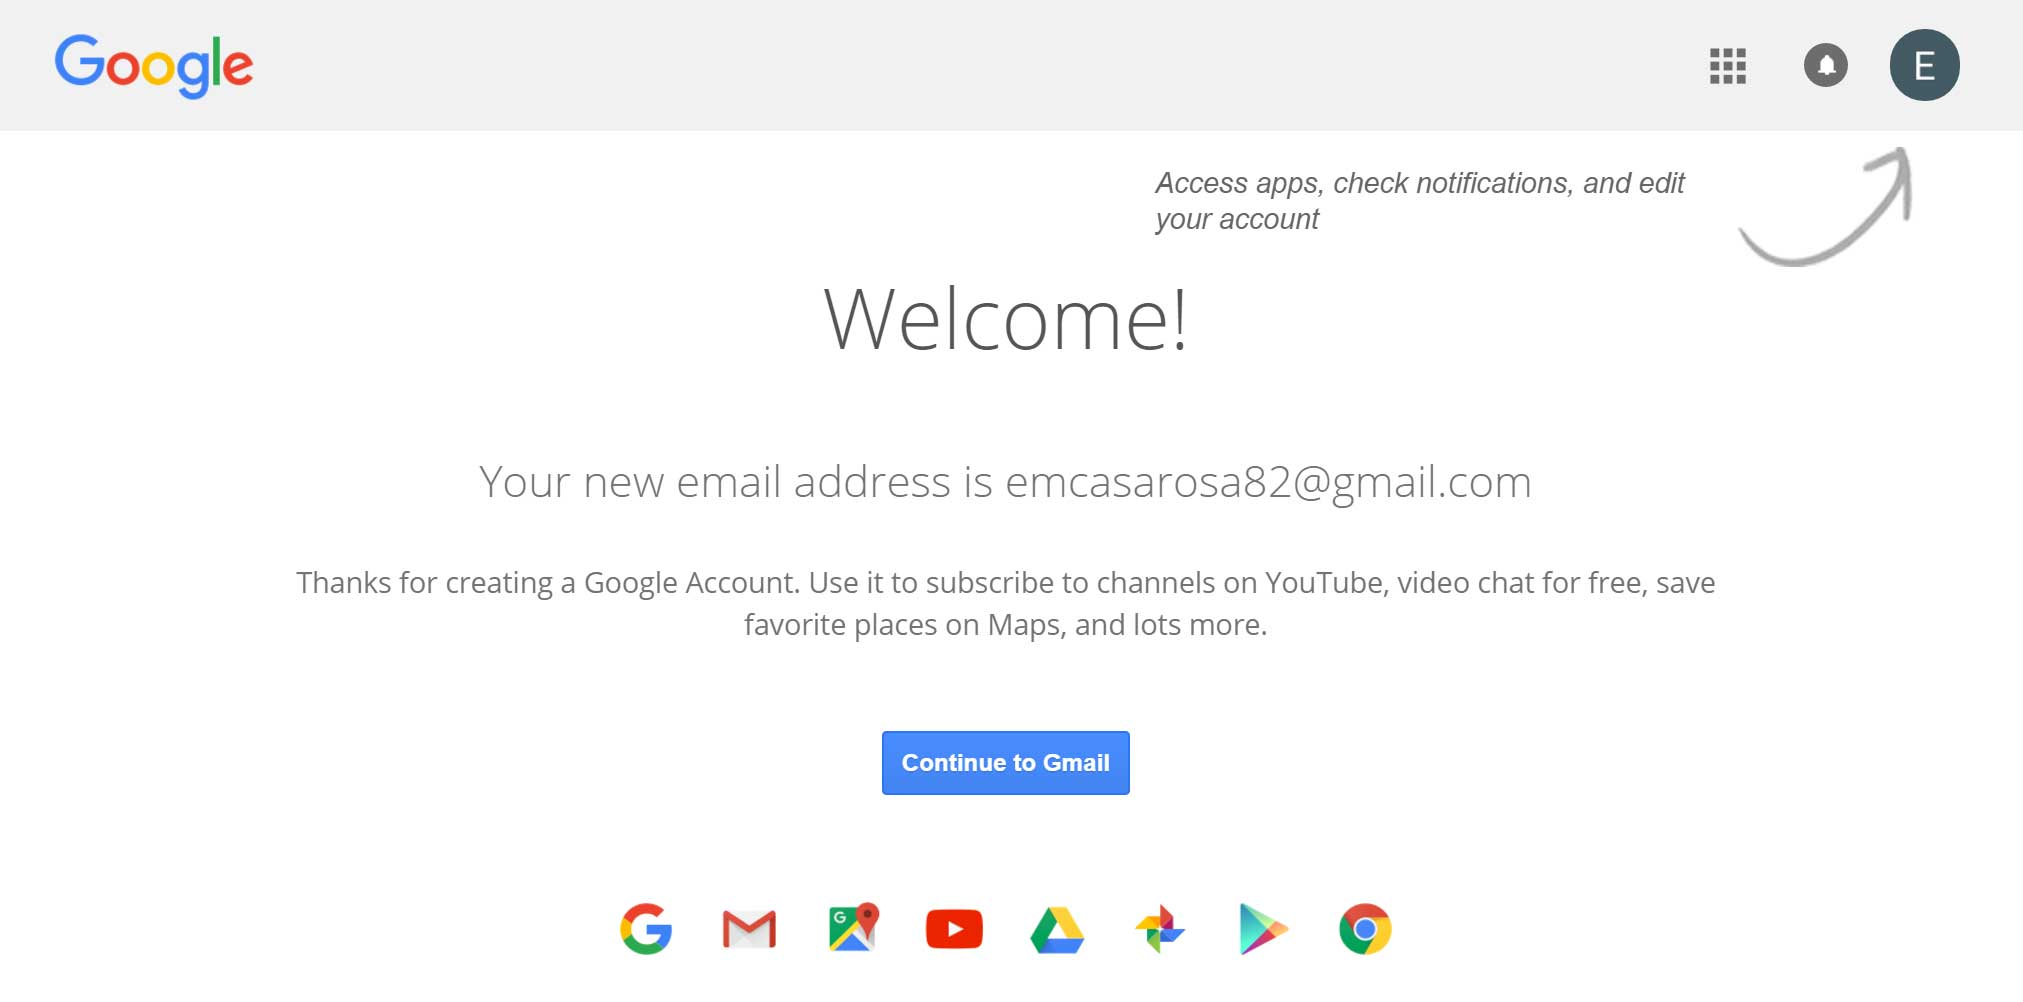 Google
E
Access apps, check notifications, and edit
your account
Welcome!
Your new email address is emcasarosa82@gmail.com
Thanks for creating a Google Account. Use it to subscribe to channels on YouTube, video chat for free, save
favorite places on Maps, and lots more.
Continue to Gmail
G
G